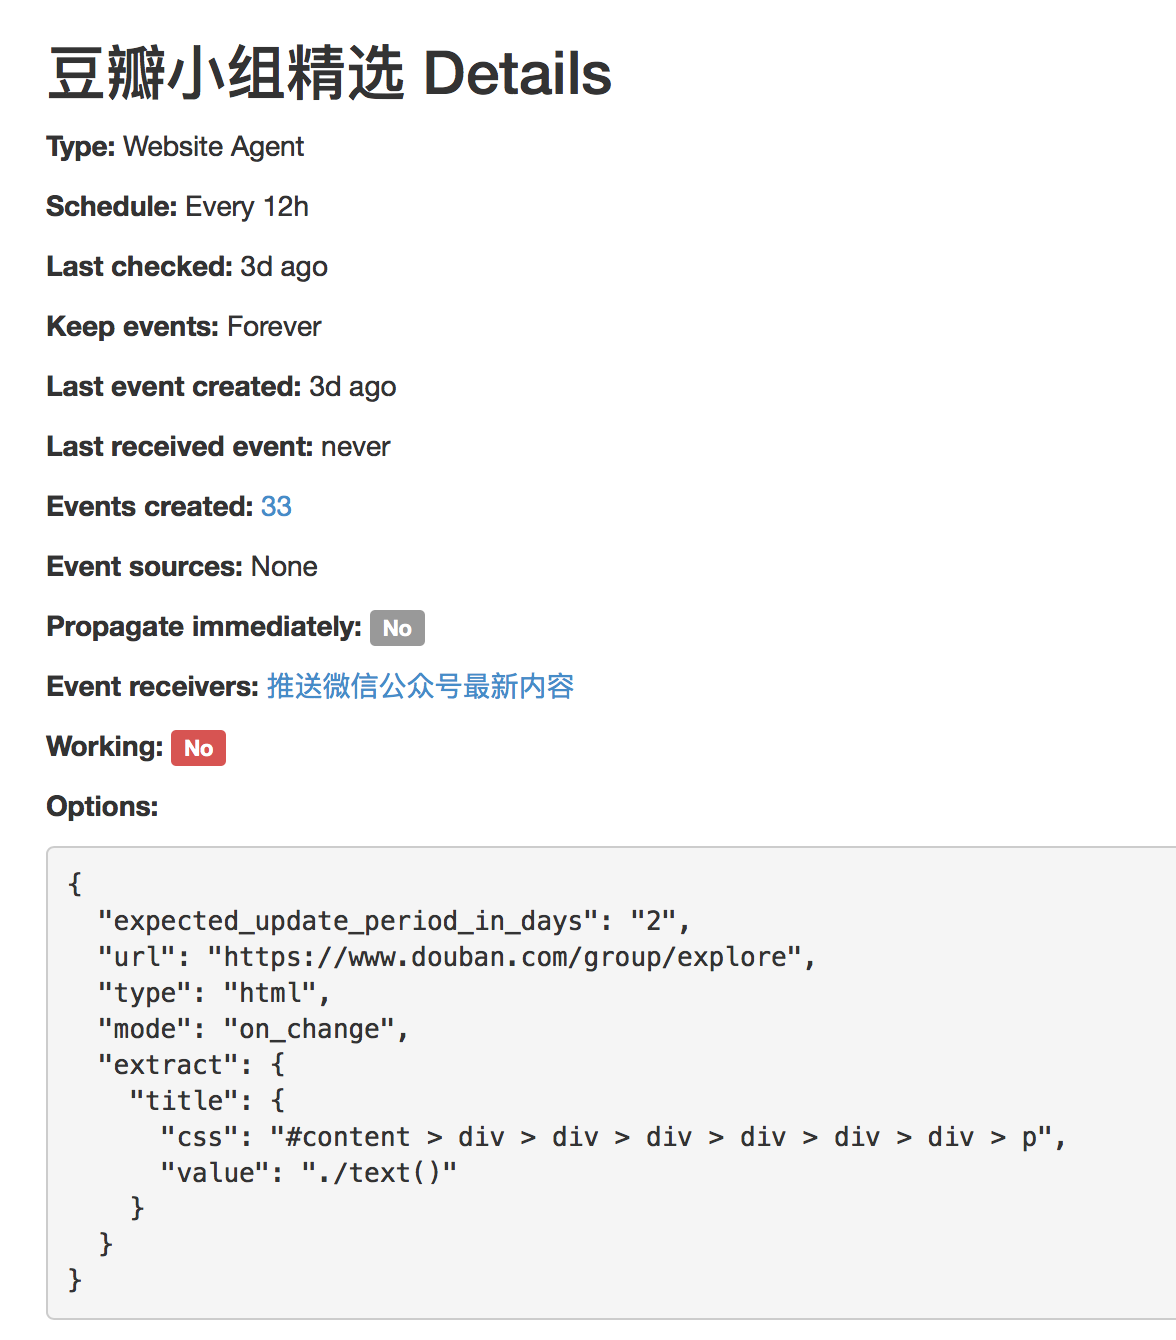 豆瓣小组精选 Details
Type: Website Agent
Schedule: Every 12h
Last checked: 3d ago
Keep events: Forever
Last event created: 3d ago
Last received event: never
Events created: 33
Event sources: None
Propagate immediately: No
Event receivers: 推送微信公众号最新内容
Working: No
Options:
{
  "expected_update_period_in_days": "2",
  "url": "https://www.douban.com/group/explore",
  "type": "html",
  "mode": "on_change",
  "extract": {
    "title": {
      "css": "#content > div > div > div > div > div > div > p",
      "value": "./text()"
    }
  }
}